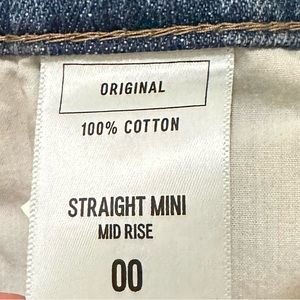 ORIGINAL
100% COTTON
STRAIGHT MINI
MID RISE
00